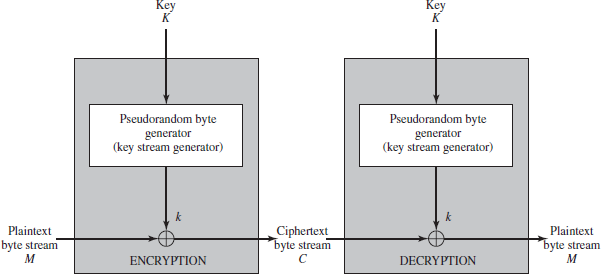 Key
K
Pseudorandom byte
generator
(key stream generator)
k
Plaintext
byte stream
M
ENCRYPTION
Ciphertext
byte stream
C
Key
K
Pseudorandom byte
generator
(key stream generator)
k
DECRYPTION
Plaintext
byte stream
M